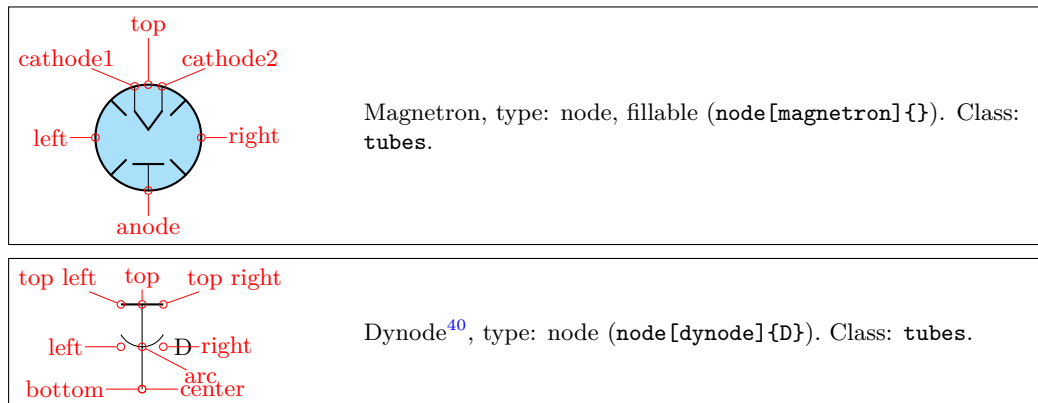 top
cathode1 cathode2
left right
anode
Magnetron, type: node, fillable (node[magnetron]{}). Class:
tubes.
top left top top right
left D right
arc
bottom center
Dynode40, type: node (node[dynode]{D}). Class: tubes.